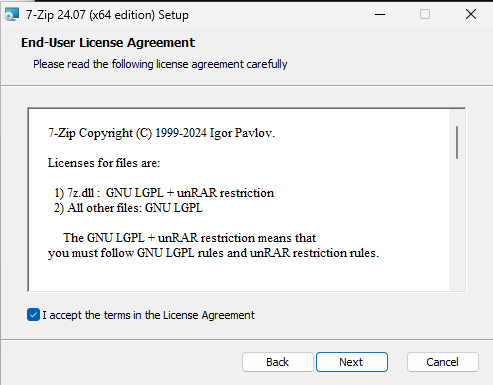 7-Zip 24.07 (x64 edition) Setup
End-User License Agreement
Please read the following license agreement carefully
7-Zip Copyright (C) 1999-2024 Igor Pavlov.
Licenses for files are:
1) 7z.dll :  GNU LGPL + unRAR restriction
2) All other files: GNU LGPL
The GNU LGPL + unRAR restriction means that
you must follow GNU LGPL rules and unRAR restriction rules.
I accept the terms in the License Agreement
Back Next Cancel